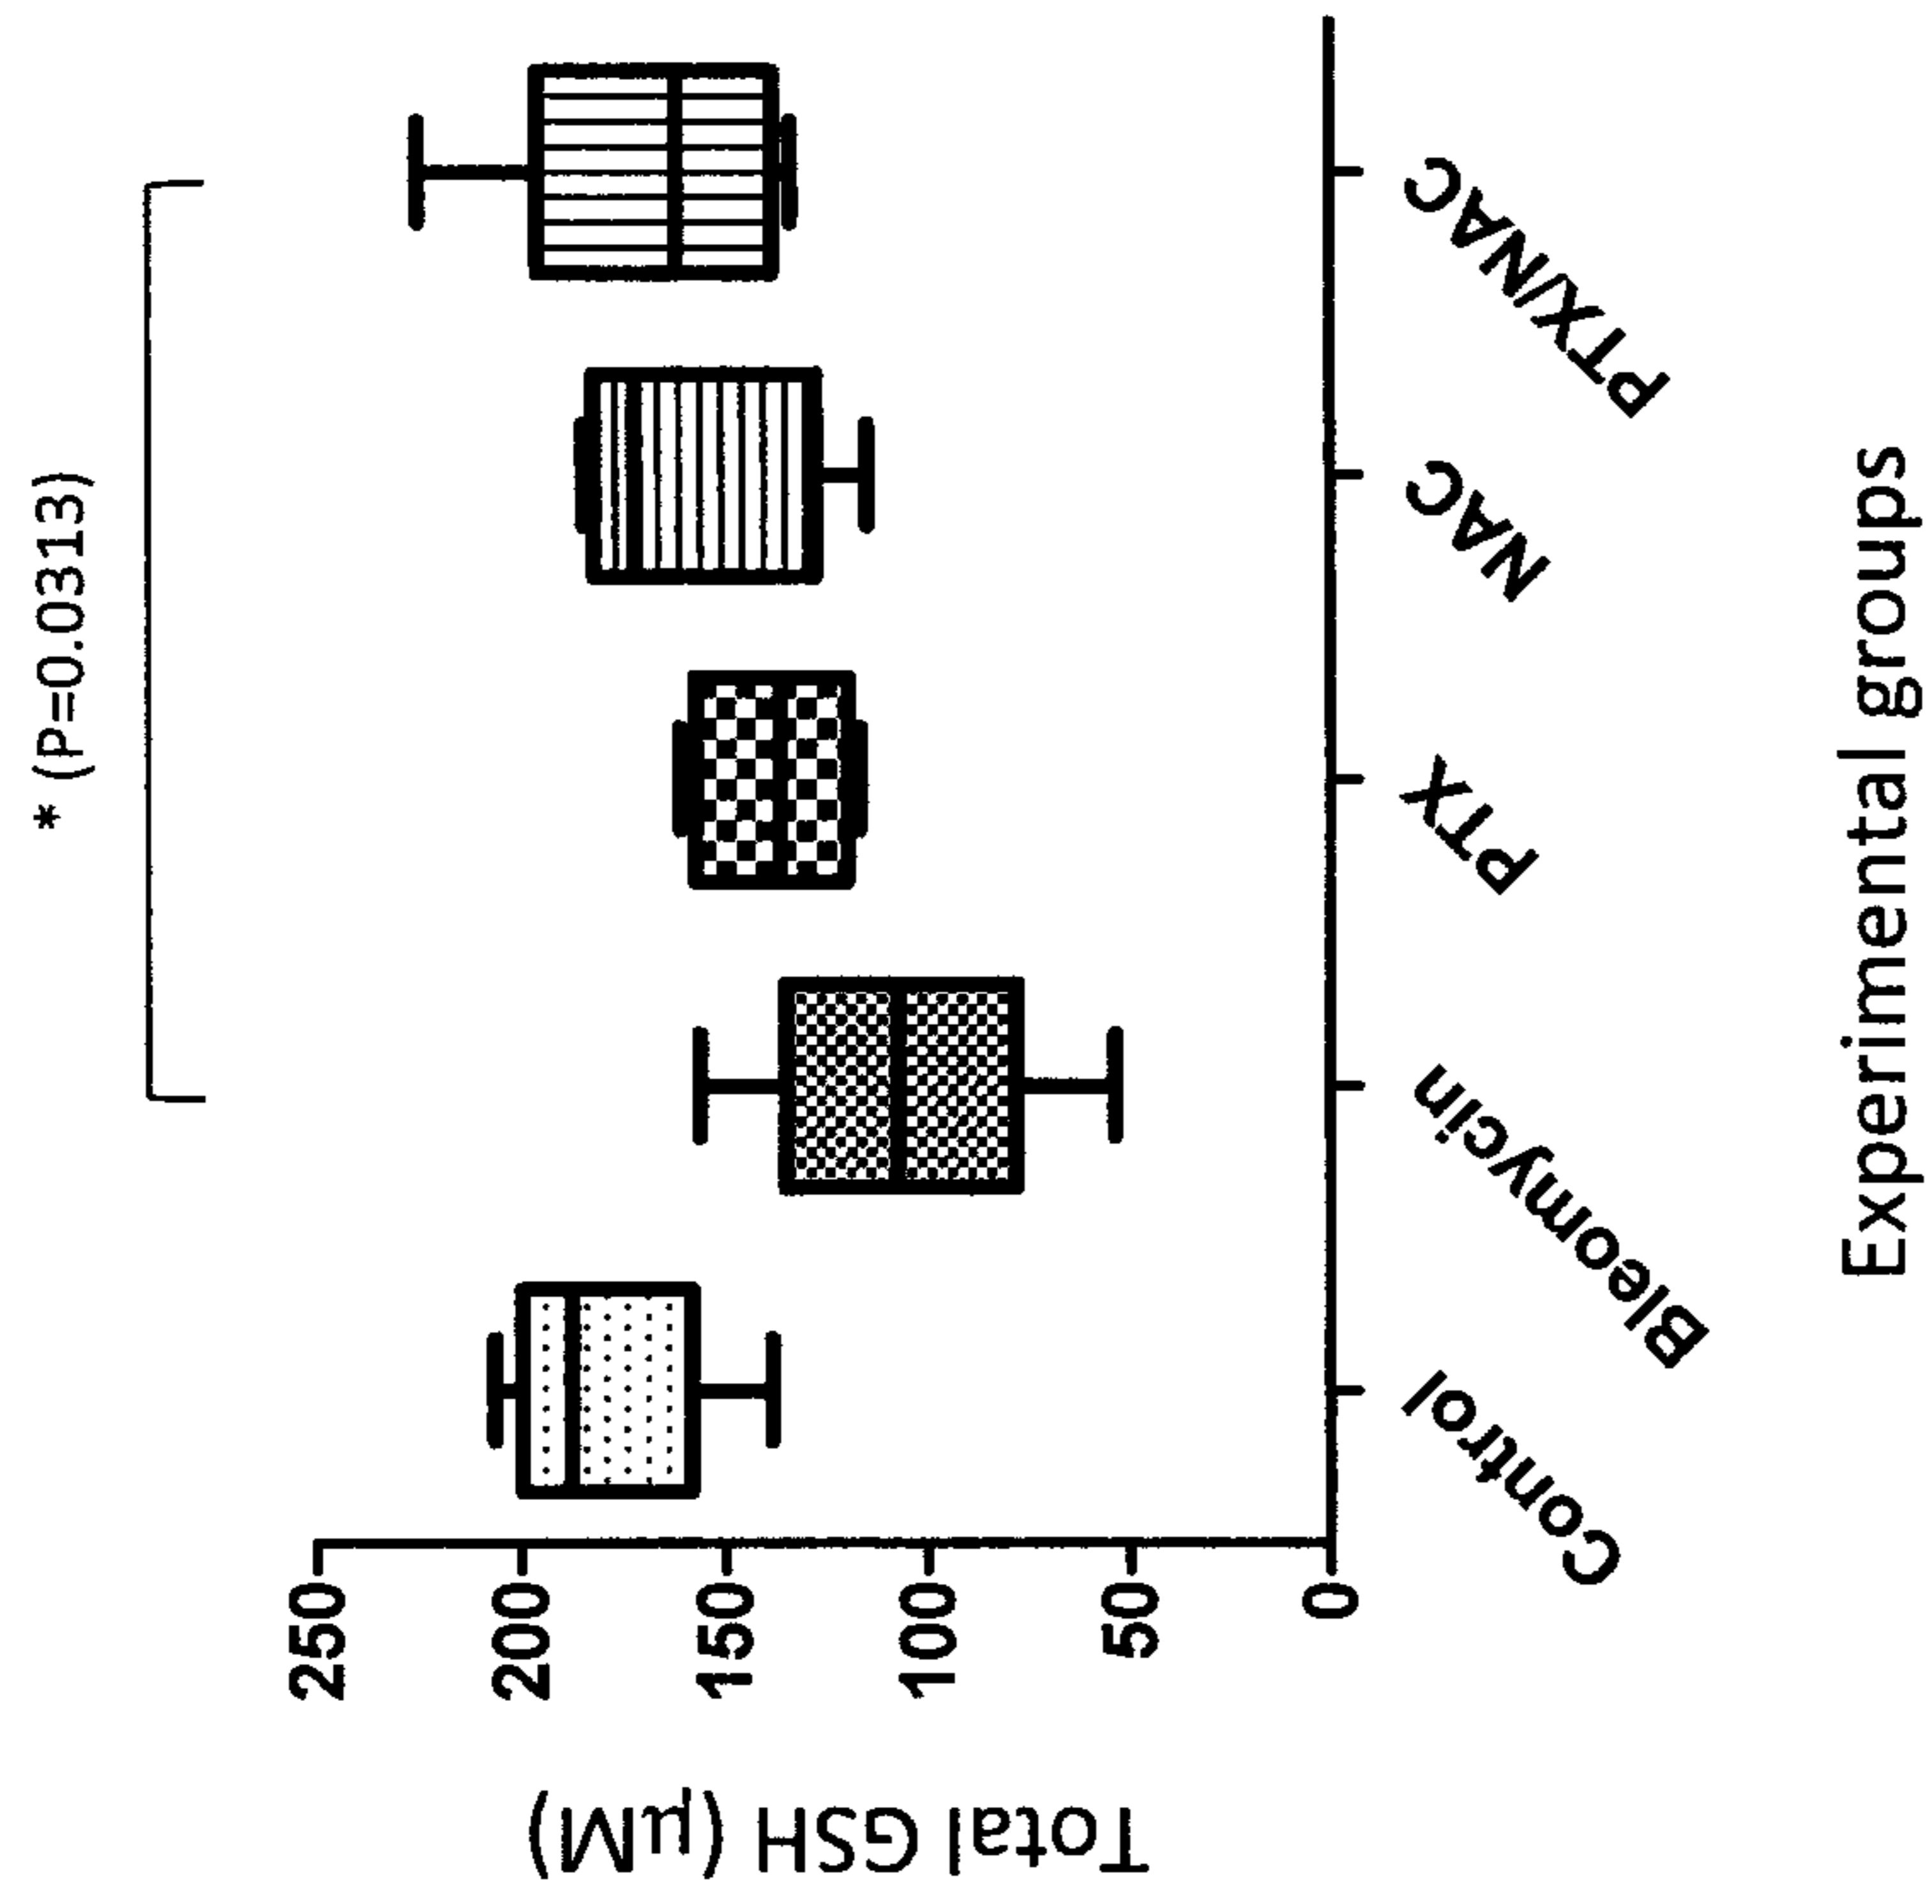 * (P=0.0313)
Total GSH (µM)
250
200
150
100
50
0
Control
Bleomycin
PTX
NAC
PTX/NAC
Experimental groups